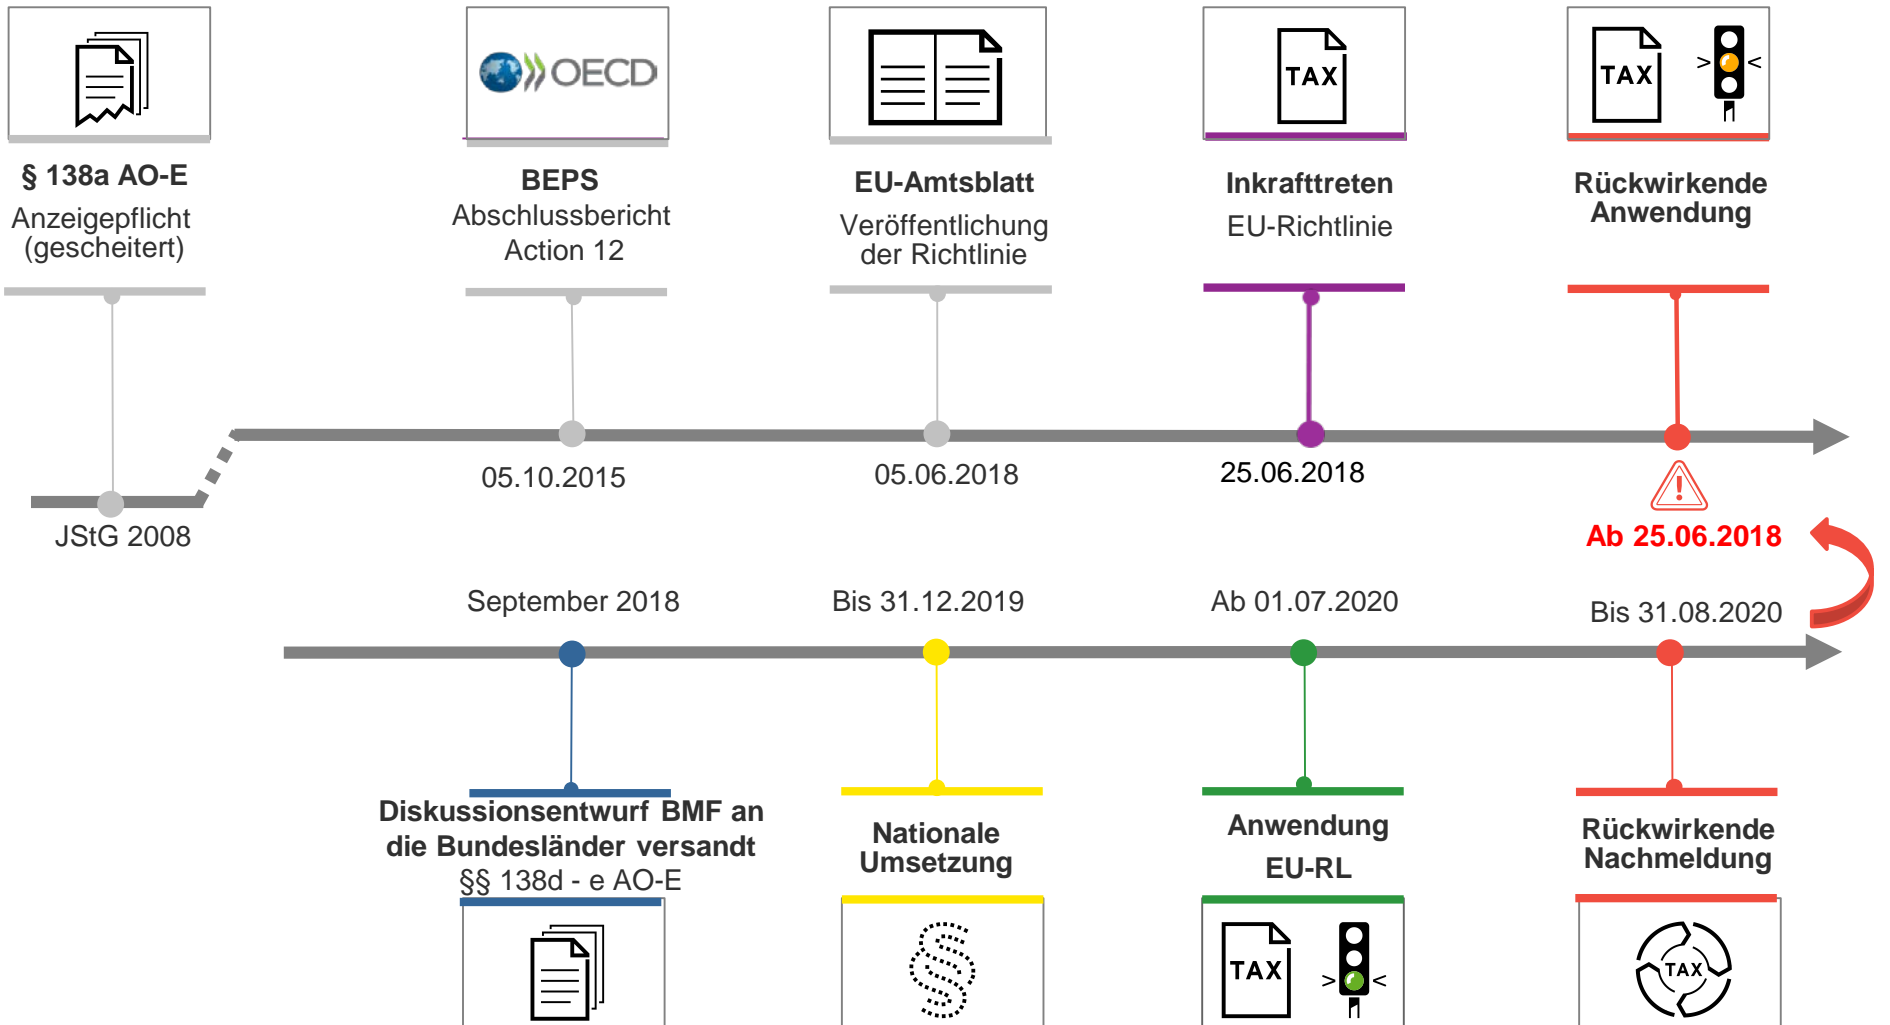 OECD
TAX
TAX
§ 138a AO-E
Anzeigepflicht
(gescheitert)
BEPS
Abschlussbericht
Action 12
EU-Amtsblatt
Veröffentlichung
der Richtlinie
Inkrafttreten
EU-Richtlinie
Rückwirkende
Anwendung
JStG 2008
05.10.2015
05.06.2018
25.06.2018
Ab 25.06.2018
September 2018
Bis 31.12.2019
Ab 01.07.2020
Bis 31.08.2020
Diskussionsentwurf BMF an
die Bundesländer versandt
§§ 138d - e AO-E
Nationale
Umsetzung
Anwendung
EU-RL
Rückwirkende
Nachmeldung
§
TAX
TAX